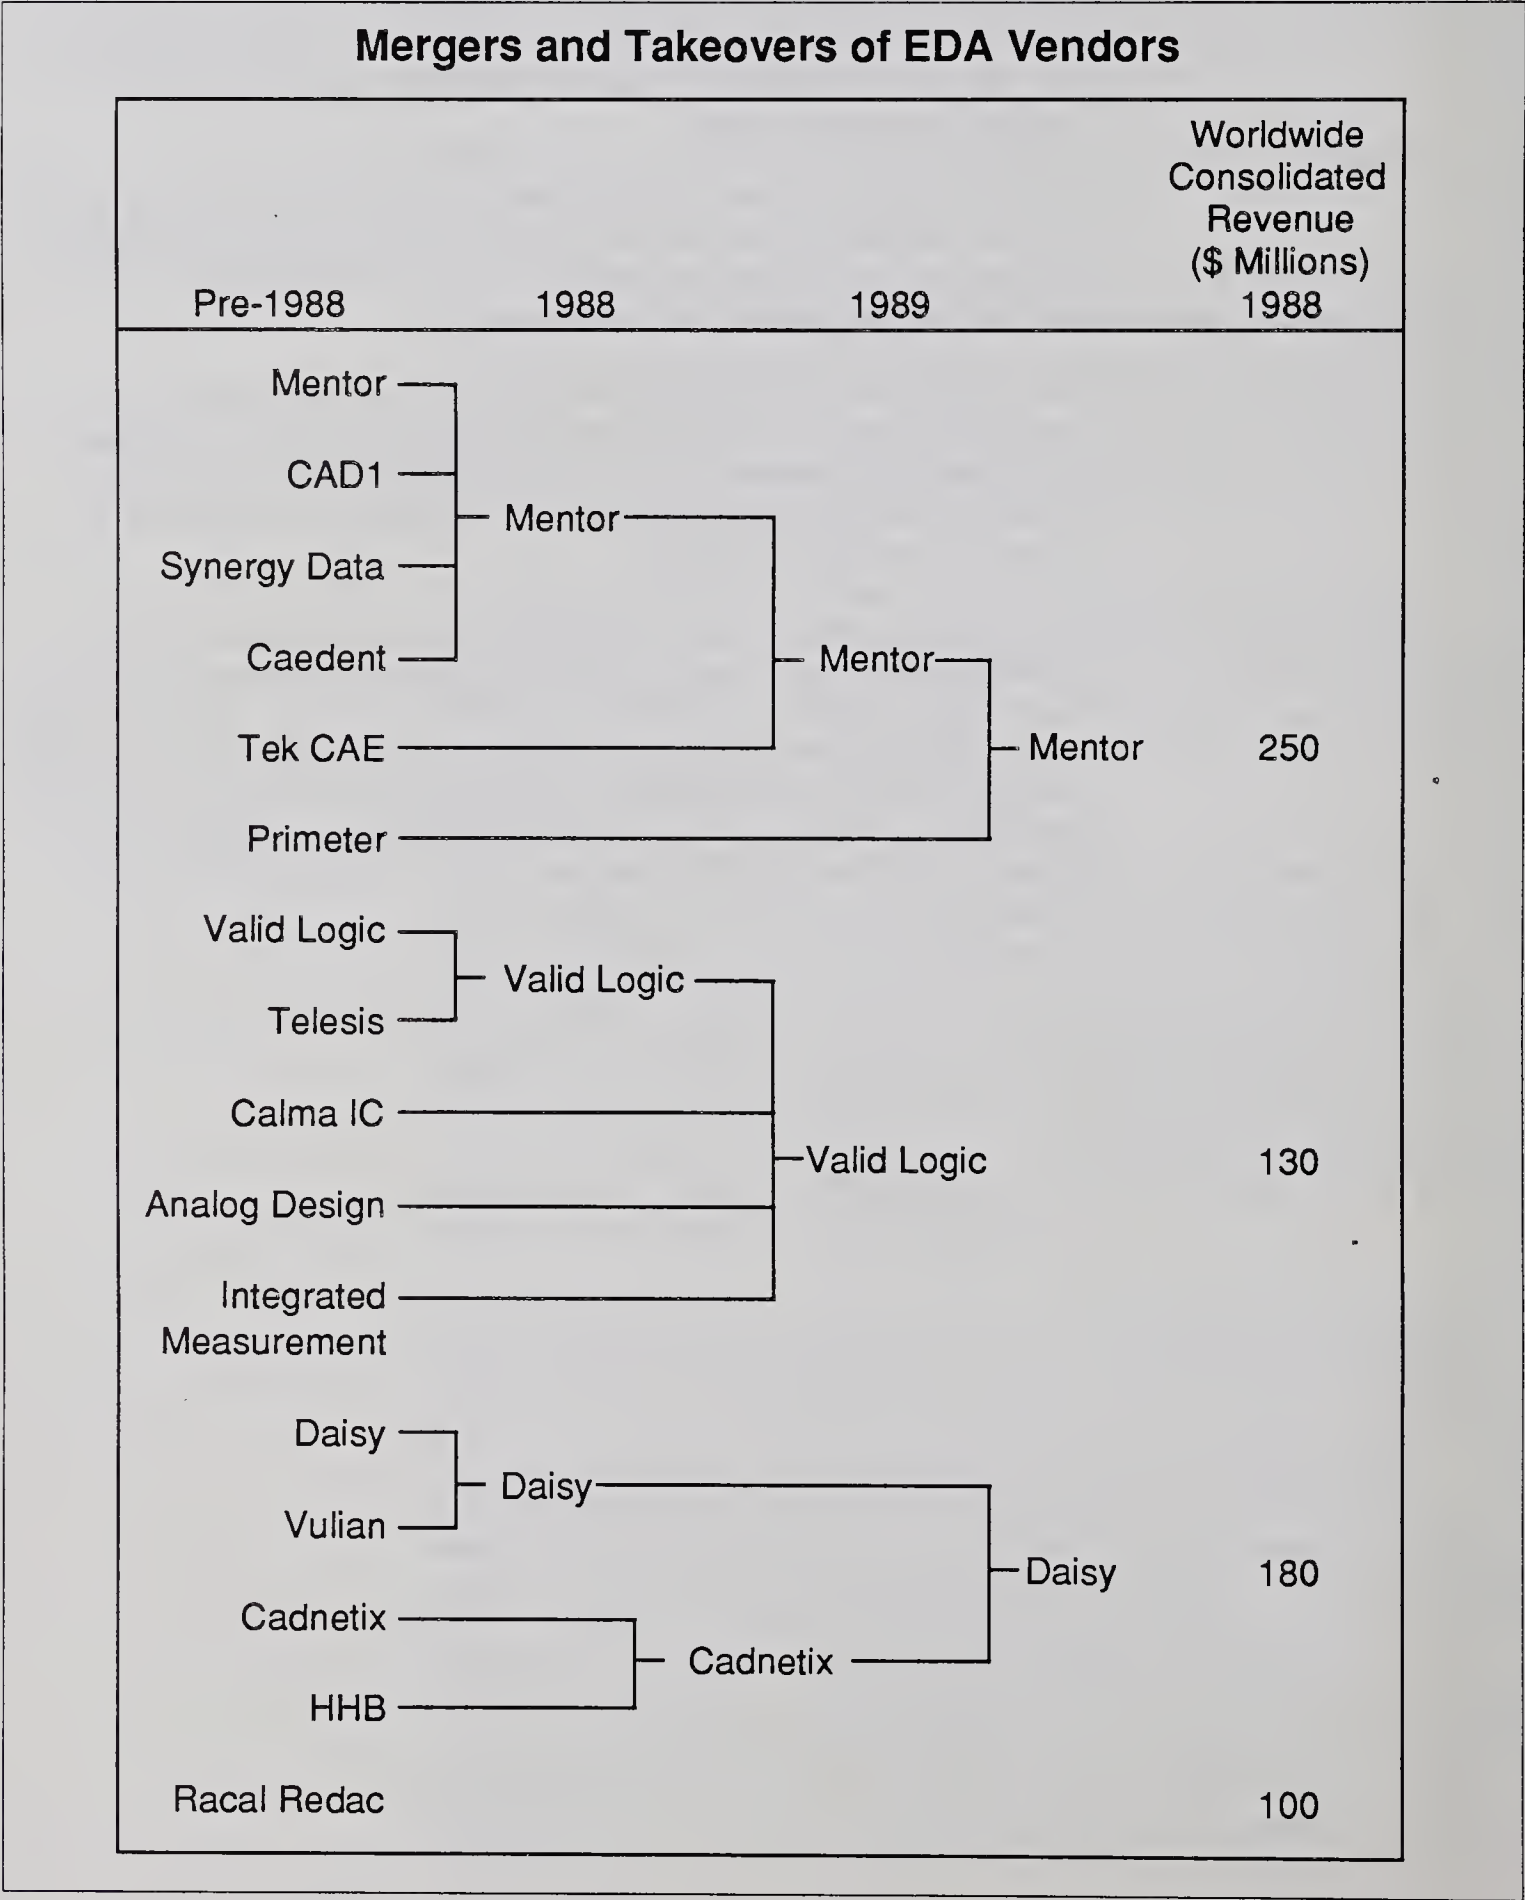 Mergers and Takeovers of EDA Vendors
Worldwide
Consolidated
Revenue
($ Millions)
Pre-1988 1988 1989 1988
Mentor
CAD1
Mentor
Synergy Data
Caedent
Mentor
Tek CAE
Mentor 250
Primeter
Valid Logic
Valid Logic
Telesis
Calma IC
Valid Logic 130
Analog Design
Integrated
Measurement
Daisy
Daisy
Vulian
Daisy 180
Cadnetix
Cadnetix
HHB
Racal Redac 100